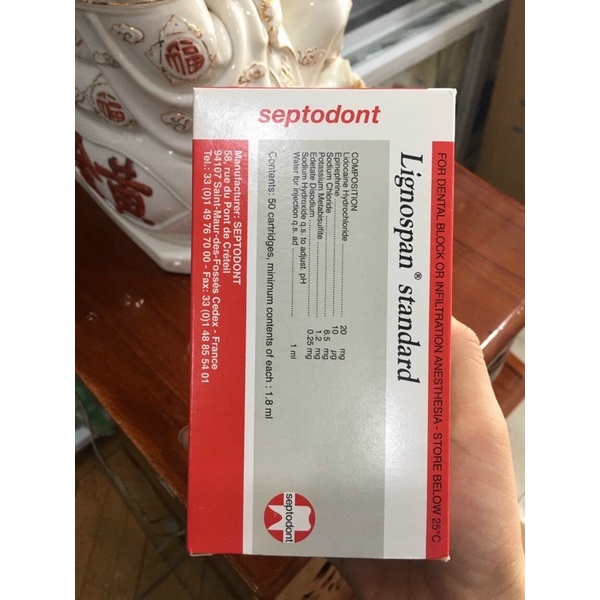 septodont
FOR DENTAL BLOCK OR INFILTRATION ANESTHESIA - STORE BELOW 25°C
Lignospan® standard
COMPOSITION
Lidocaine Hydrochloride .......... 20 mg
Epinephrine .......... 10 µg
Sodium Chloride .......... 6.5 mg
Potassium Metabisulfite .......... 1.2 mg
Edetate Disodium .......... 0.25 mg
Sodium Hydroxide q.s. to adjust pH
Water for Injection q.s. ad .......... 1 ml
Contents: 50 cartridges, minimum contents of each : 1.8 ml
septodont
Manufacturer: SEPTODONT
58, rue du Pont de Créteil
94107 Saint-Maur-des-Fossés Cedex - France
Tel.: 33 (0)1 49 76 70 00 - Fax: 33 (0)1 48 85 54 01
福
福